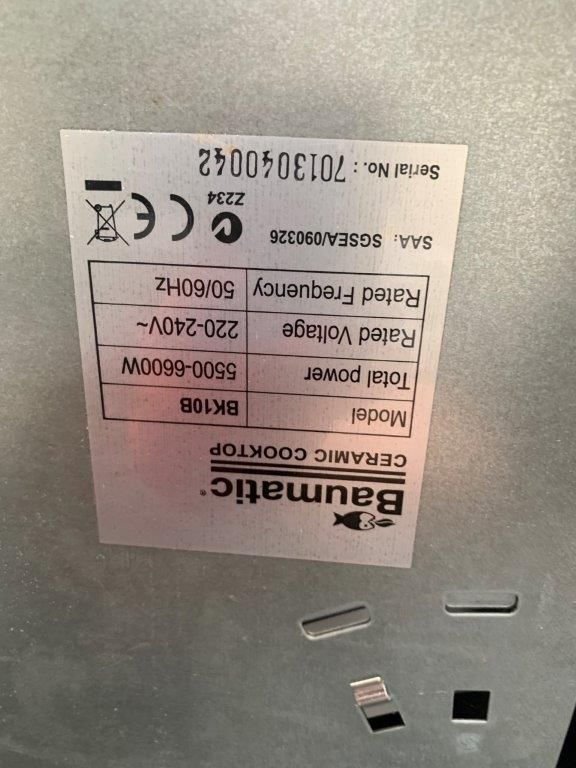 Baumatic®
CERAMIC COOKTOP
Model BK10B
Total power 5500-6600W
Rated Voltage 220-240V~
Rated Frequency 50/60Hz
SAA: SGSEA/090326
Z234
CE
Serial No.: 7013040042